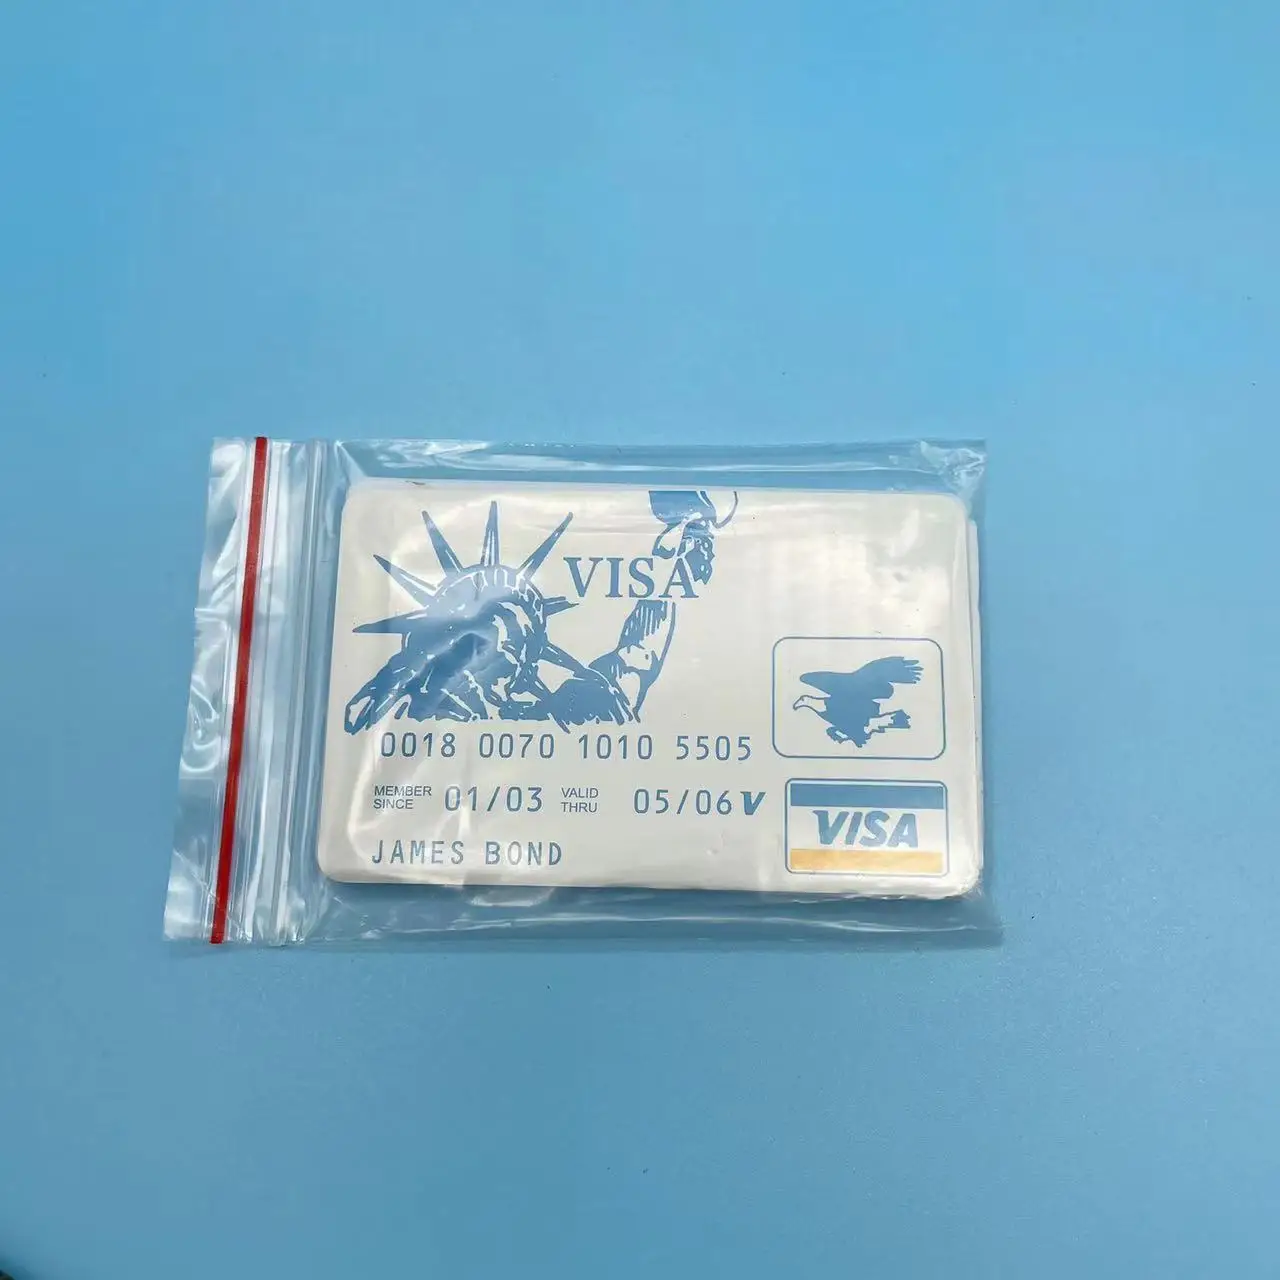 VISA
0018 0070 1010 5505
MEMBER SINCE 01/03 VALID THRU 05/06 V
JAMES BOND
VISA